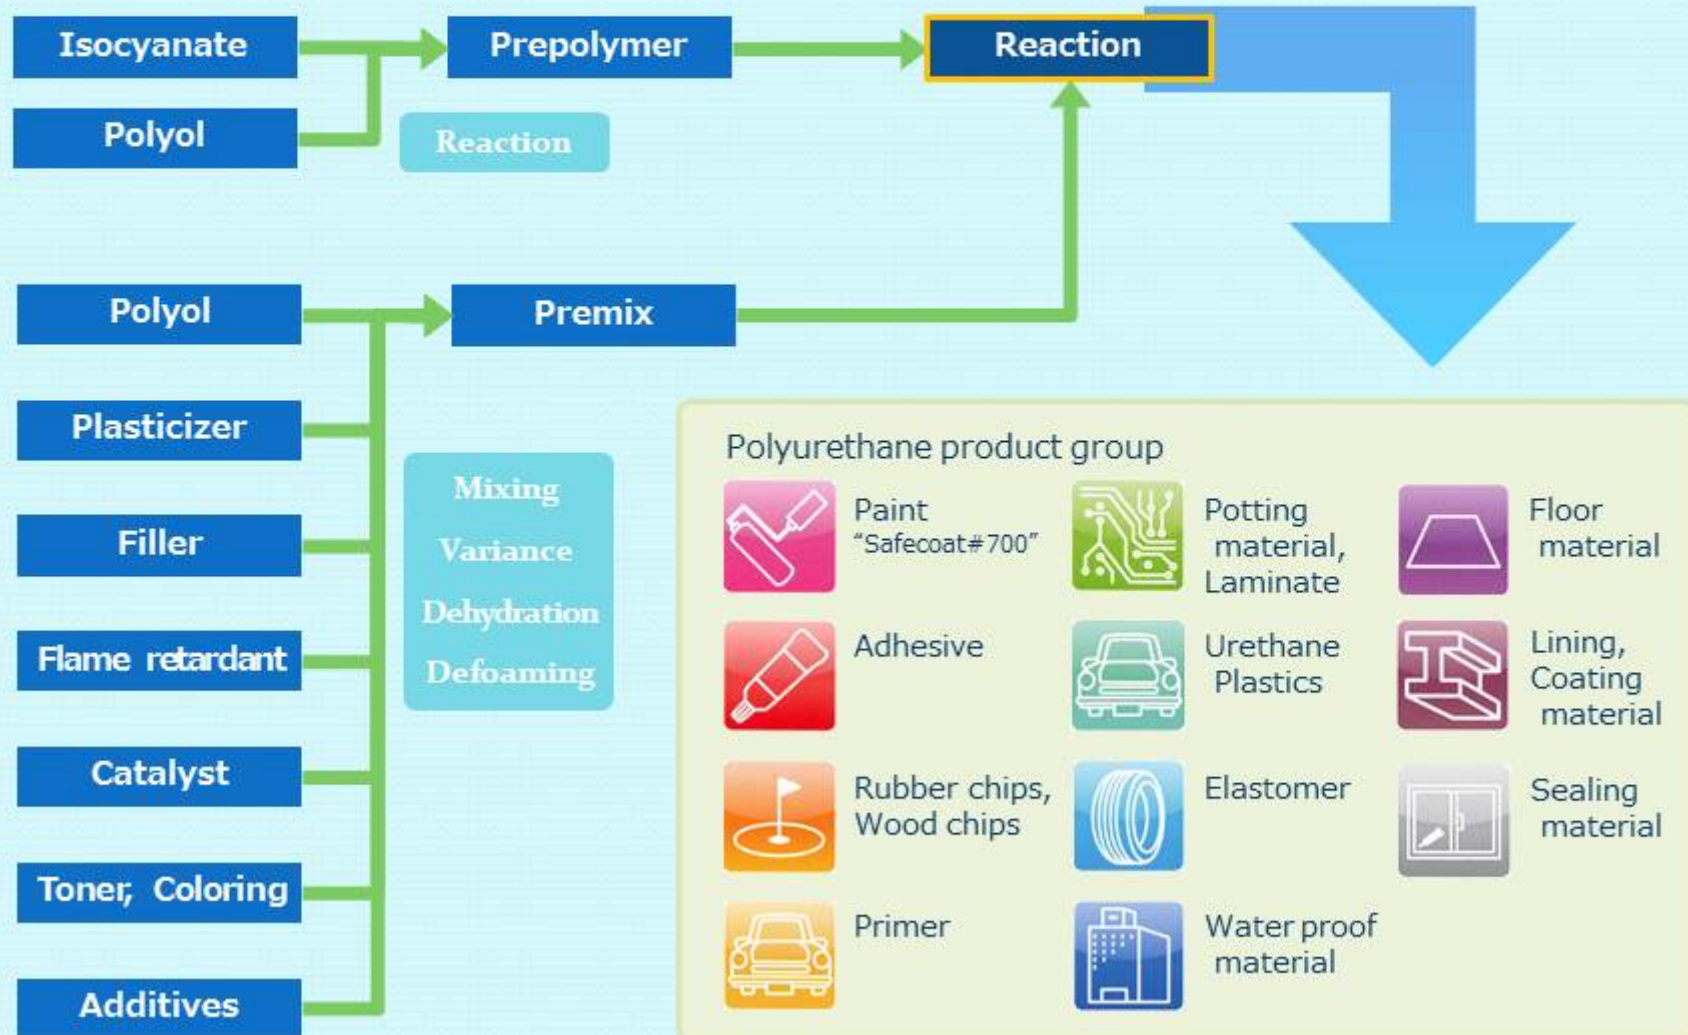 Isocyanate
Prepolymer
Reaction
Polyol
Reaction
Polyol
Premix
Plasticizer
Filler
Flame retardant
Catalyst
Toner, Coloring
Additives
Mixing
Variance
Dehydration
Defoaming
Polyurethane product group
Paint
"Safecoat#700"
Potting
material,
Laminate
Floor
material
Adhesive
Urethane
Plastics
Lining,
Coating
material
Rubber chips,
Wood chips
Elastomer
Sealing
material
Primer
Water proof
material